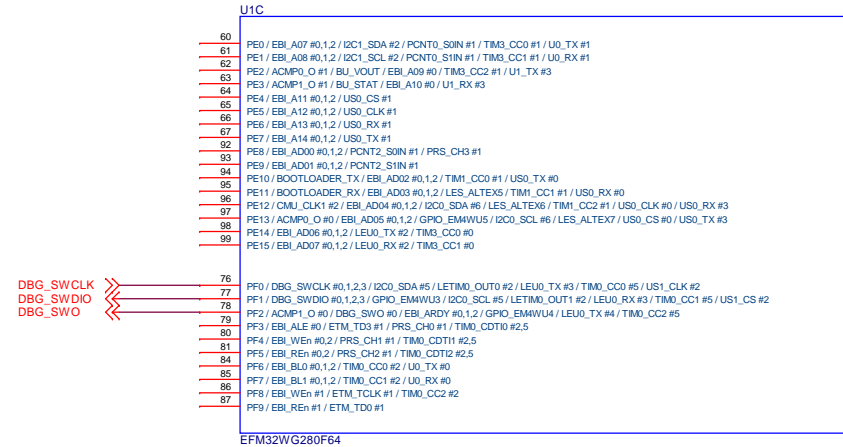 U1C
60 PE0 / EBI_A07 #0,1,2 / I2C1_SDA #2 / PCNT0_S0IN #1 / TIM3_CC0 #1 / U0_TX #1
61 PE1 / EBI_A08 #0,1,2 / I2C1_SCL #2 / PCNT0_S1IN #1 / TIM3_CC1 #1 / U0_RX #1
62 PE2 / ACMP0_O #1 / BU_VOUT / EBI_A09 #0 / TIM3_CC2 #1 / U1_TX #3
63 PE3 / ACMP1_O #1 / BU_STAT / EBI_A10 #0 / U1_RX #3
64 PE4 / EBI_A11 #0,1,2 / US0_CS #1
65 PE5 / EBI_A12 #0,1,2 / US0_CLK #1
66 PE6 / EBI_A13 #0,1,2 / US0_RX #1
67 PE7 / EBI_A14 #0,1,2 / US0_TX #1
92 PE8 / EBI_AD00 #0,1,2 / PCNT2_S0IN #1 / PRS_CH3 #1
93 PE9 / EBI_AD01 #0,1,2 / PCNT2_S1IN #1
94 PE10 / BOOTLOADER_TX / EBI_AD02 #0,1,2 / TIM1_CC0 #1 / US0_TX #0
95 PE11 / BOOTLOADER_RX / EBI_AD03 #0,1,2 / LES_ALTEX5 / TIM1_CC1 #1 / US0_RX #0
96 PE12 / CMU_CLK1 #2 / EBI_AD04 #0,1,2 / I2C0_SDA #6 / LES_ALTEX6 / TIM1_CC2 #1 / US0_CLK #0 / US0_RX #3
97 PE13 / ACMP0_O #0 / EBI_AD05 #0,1,2 / GPIO_EM4WU5 / I2C0_SCL #6 / LES_ALTEX7 / US0_CS #0 / US0_TX #3
98 PE14 / EBI_AD06 #0,1,2 / LEU0_TX #2 / TIM3_CC0 #0
99 PE15 / EBI_AD07 #0,1,2 / LEU0_RX #2 / TIM3_CC1 #0
DBG_SWCLK 76 PF0 / DBG_SWCLK #0,1,2,3 / I2C0_SDA #5 / LETIM0_OUT0 #2 / LEU0_TX #3 / TIM0_CC0 #5 / US1_CLK #2
DBG_SWDIO 77 PF1 / DBG_SWDIO #0,1,2,3 / GPIO_EM4WU3 / I2C0_SCL #5 / LETIM0_OUT1 #2 / LEU0_RX #3 / TIM0_CC1 #5 / US1_CS #2
DBG_SWO 78 PF2 / ACMP1_O #0 / DBG_SWO #0 / EBI_ARDY #0,1,2 / GPIO_EM4WU4 / LEU0_TX #4 / TIM0_CC2 #5
79 PF3 / EBI_ALE #0 / ETM_TD3 #1 / PRS_CH0 #1 / TIM0_CDTI0 #2,5
80 PF4 / EBI_WEn #0,2 / PRS_CH1 #1 / TIM0_CDTI1 #2,5
81 PF5 / EBI_REn #0,2 / PRS_CH2 #1 / TIM0_CDTI2 #2,5
84 PF6 / EBI_BL0 #0,1,2 / TIM0_CC0 #2 / U0_TX #0
85 PF7 / EBI_BL1 #0,1,2 / TIM0_CC1 #2 / U0_RX #0
86 PF8 / EBI_WEn #1 / ETM_TCLK #1 / TIM0_CC2 #2
87 PF9 / EBI_REn #1 / ETM_TD0 #1
EFM32WG280F64